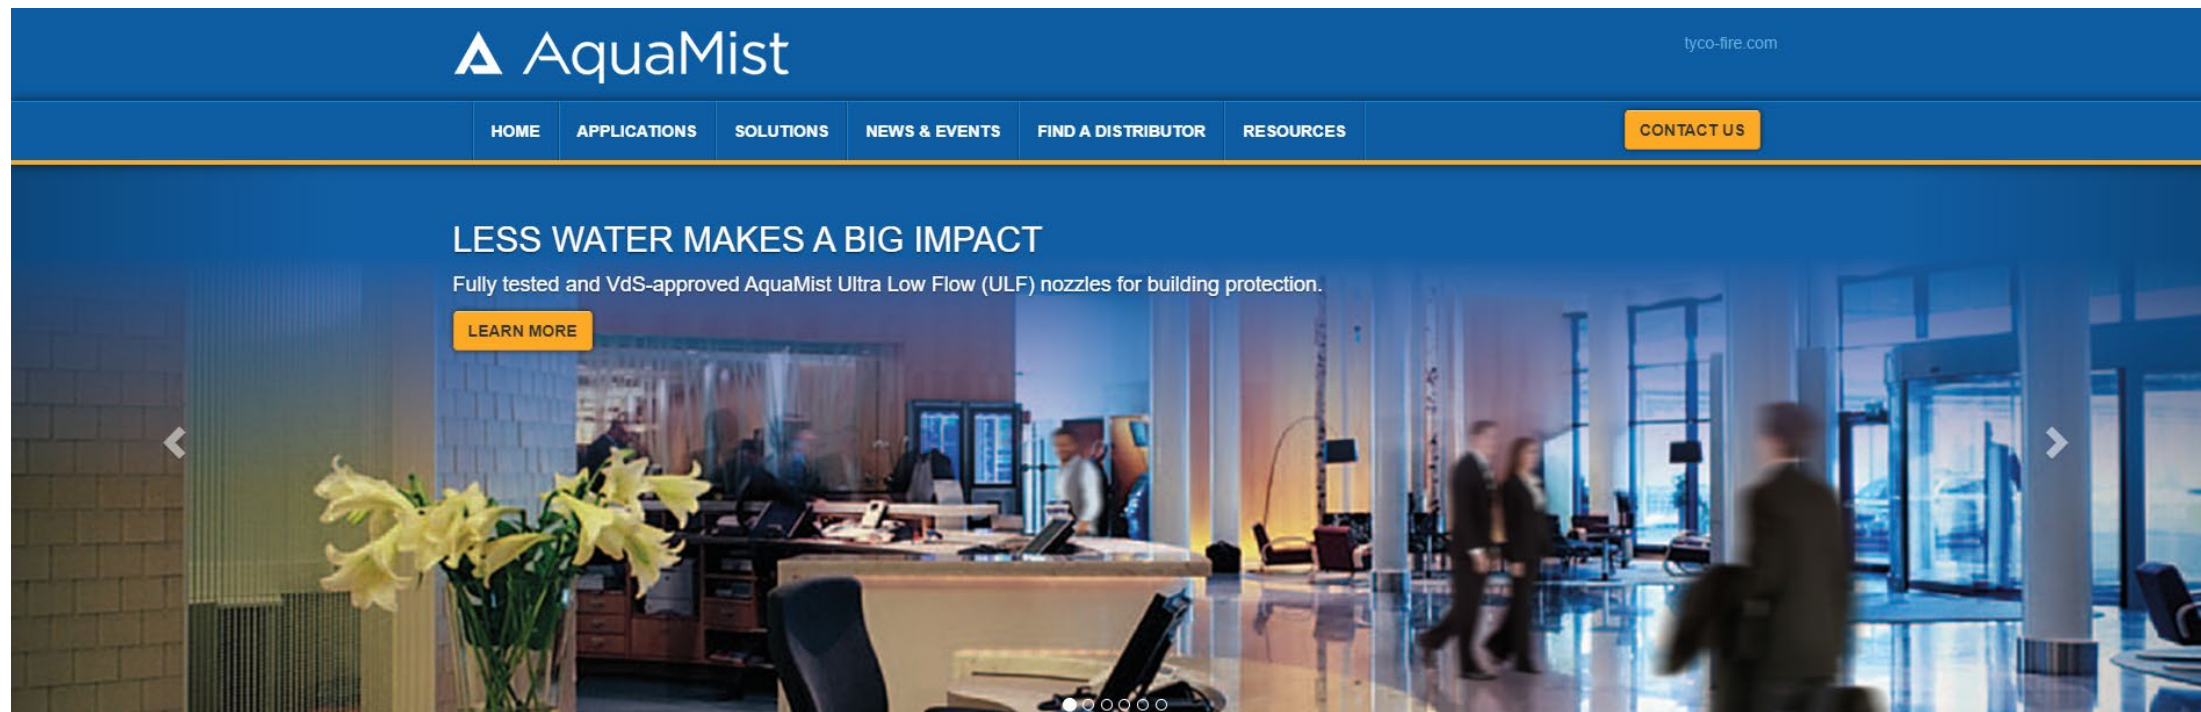 AquaMist
tyco-fire.com
HOME APPLICATIONS SOLUTIONS NEWS & EVENTS FIND A DISTRIBUTOR RESOURCES CONTACT US
LESS WATER MAKES A BIG IMPACT
Fully tested and VdS-approved AquaMist Ultra Low Flow (ULF) nozzles for building protection.
LEARN MORE